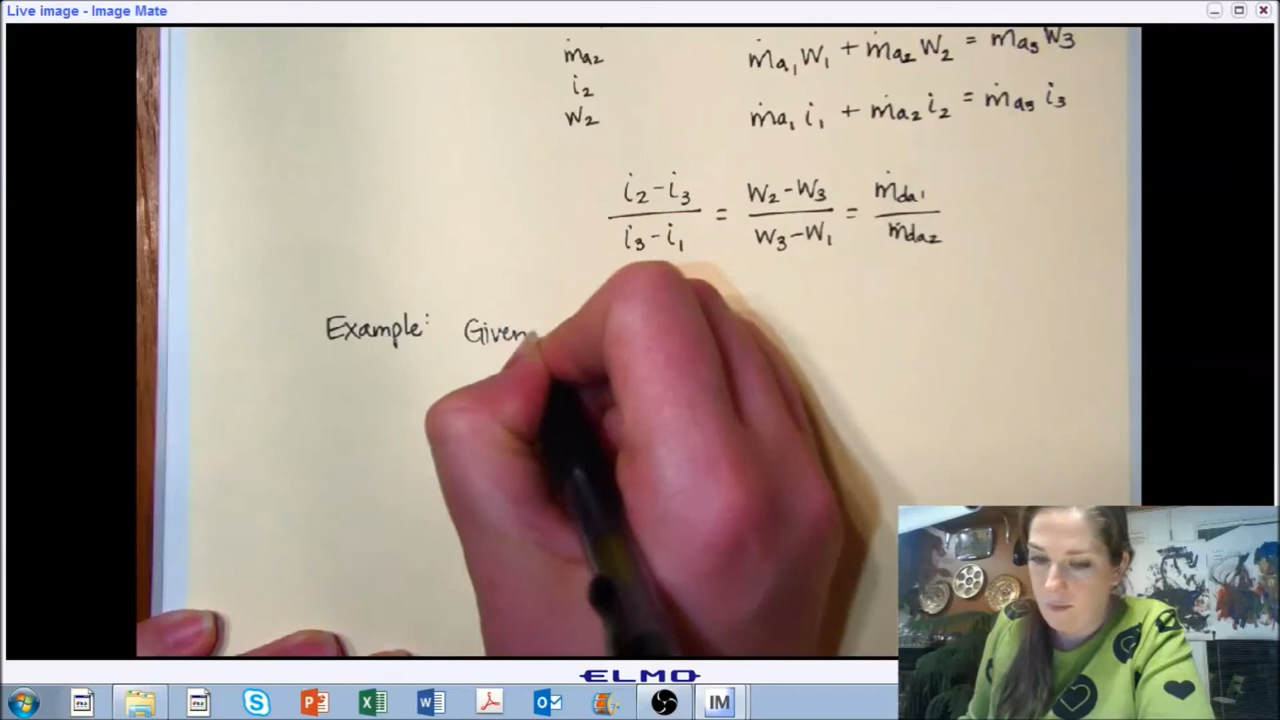 Live image - Image Mate
ṁa2
i2
W2
ṁa1W1 + ṁa2W2 = ṁa3W3
ṁa1i1 + ṁa2i2 = ṁa3i3
i2-i3 / i3-i1 = W2-W3 / W3-W1 = ṁda1 / ṁda2
Example: Given
ELMO
IM